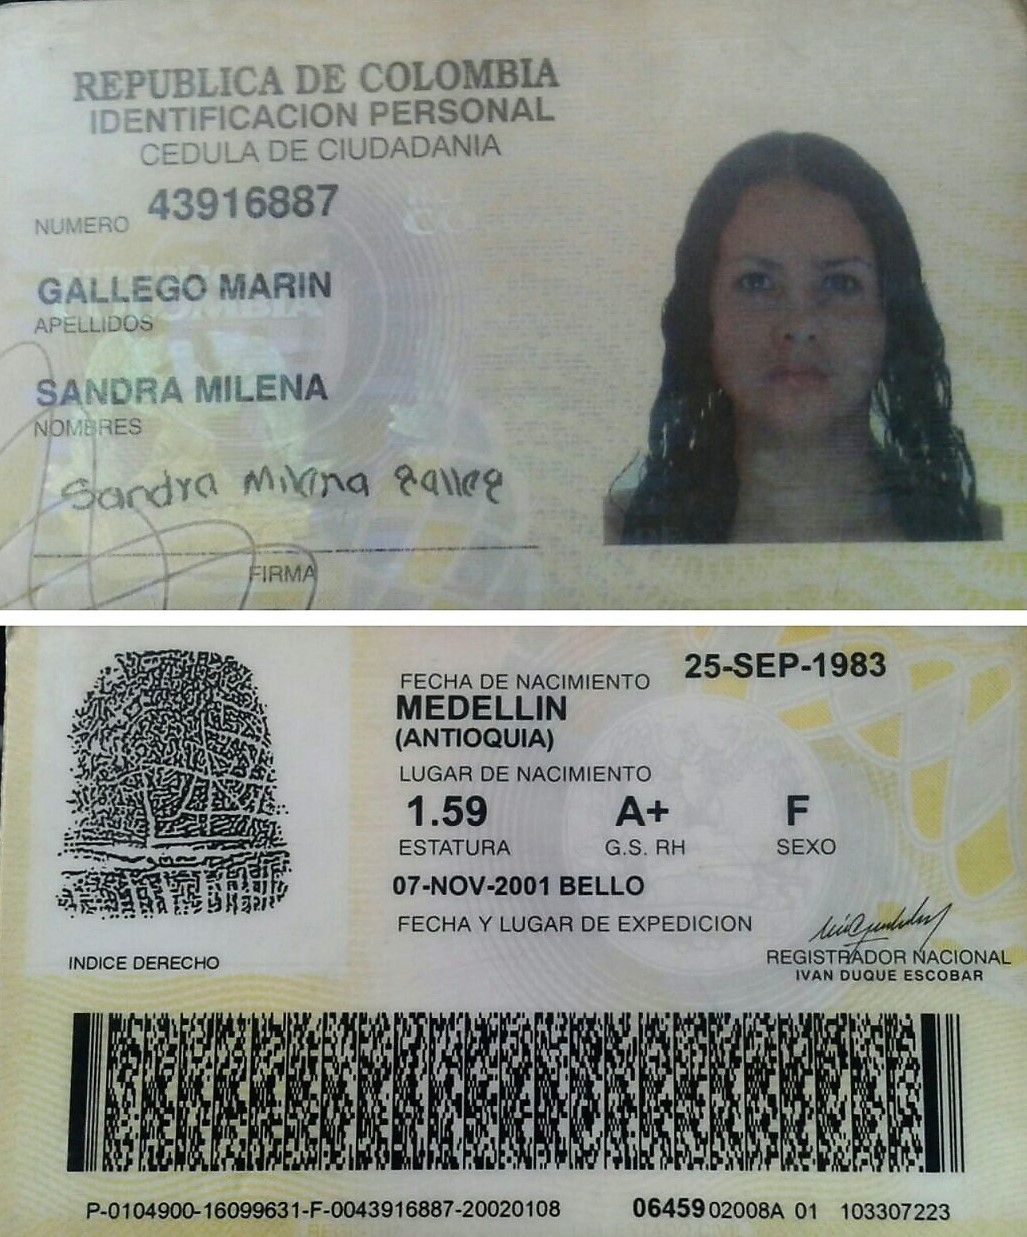 REPUBLICA DE COLOMBIA
IDENTIFICACION PERSONAL
CEDULA DE CIUDADANIA
NUMERO 43916887
GALLEGO MARIN
APELLIDOS
SANDRA MILENA
NOMBRES
Sandra Milena Galleg
FIRMA
FECHA DE NACIMIENTO 25-SEP-1983
MEDELLIN
(ANTIOQUIA)
LUGAR DE NACIMIENTO
1.59 A+ F
ESTATURA G.S. RH SEXO
07-NOV-2001 BELLO
FECHA Y LUGAR DE EXPEDICION
INDICE DERECHO
REGISTRADOR NACIONAL
IVAN DUQUE ESCOBAR
P-0104900-16099631-F-0043916887-20020108 06459 02008A 01 103307223